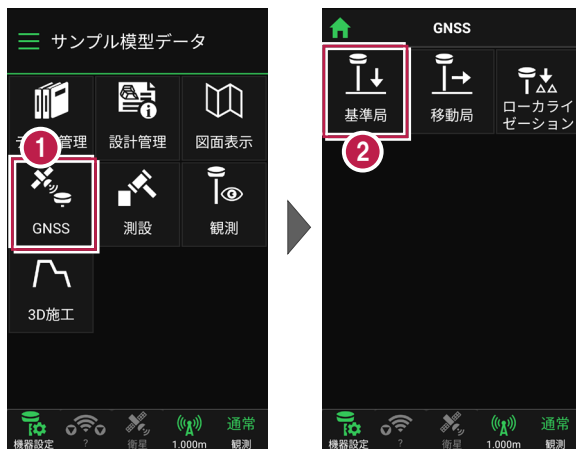 サンプル模型データ
管理
設計管理
図面表示
1
GNSS
測設
観測
3D施工
機器設定
?
衛星
1.000m
通常
観測
GNSS
基準局
移動局
ローカライ
ゼーション
2
機器設定
?
衛星
1.000m
通常
観測